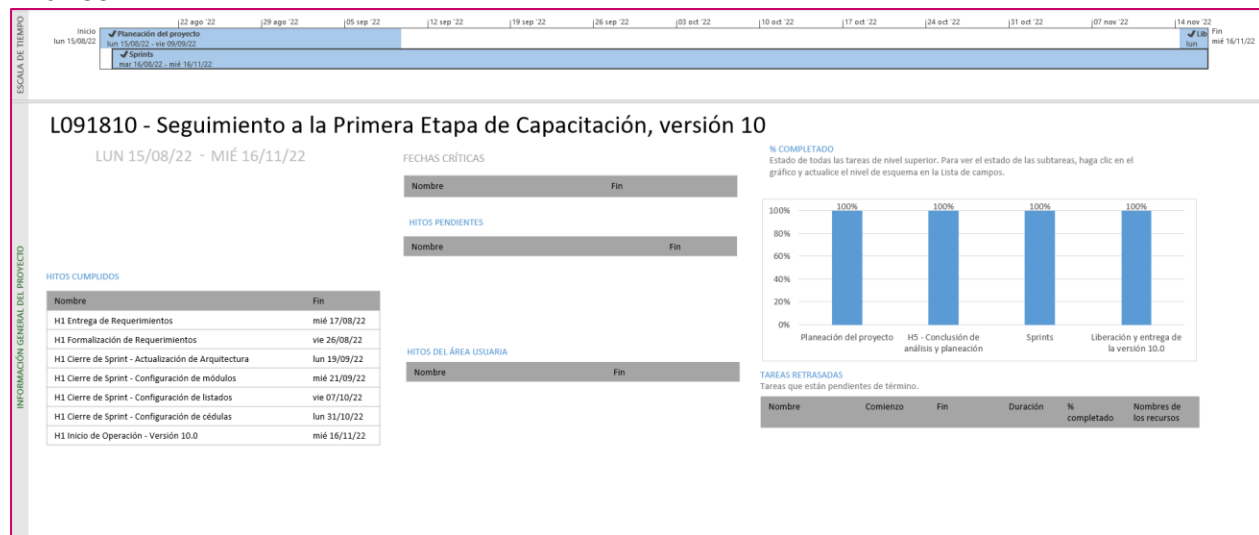 ESCALA DE TIEMPO
22 ago '22
29 ago '22
05 sep '22
12 sep '22
19 sep '22
26 sep '22
03 oct '22
10 oct '22
17 oct '22
24 oct '22
31 oct '22
07 nov '22
14 nov '22
Inicio
lun 15/08/22
Planeación del proyecto
lun 15/08/22 - vie 09/09/22
Sprints
mar 16/08/22 - mié 16/11/22
Lib
lun
Fin
mié 16/11/22
INFORMACIÓN GENERAL DEL PROYECTO
L091810 - Seguimiento a la Primera Etapa de Capacitación, versión 10
LUN 15/08/22 - MIÉ 16/11/22
HITOS CUMPLIDOS
Nombre Fin
H1 Entrega de Requerimientos mié 17/08/22
H1 Formalización de Requerimientos vie 26/08/22
H1 Cierre de Sprint - Actualización de Arquitectura lun 19/09/22
H1 Cierre de Sprint - Configuración de módulos mié 21/09/22
H1 Cierre de Sprint - Configuración de listados vie 07/10/22
H1 Cierre de Sprint - Configuración de cédulas lun 31/10/22
H1 Inicio de Operación - Versión 10.0 mié 16/11/22
FECHAS CRÍTICAS
Nombre Fin
HITOS PENDIENTES
Nombre Fin
HITOS DEL ÁREA USUARIA
Nombre Fin
% COMPLETADO
Estado de todas las tareas de nivel superior. Para ver el estado de las subtareas, haga clic en el
gráfico y actualice el nivel de esquema en la Lista de campos.
100% 100% 100% 100%
100%
80%
60%
40%
20%
0%
Planeación del proyecto
H5 - Conclusión de
análisis y planeación
Sprints
Liberación y entrega de
la versión 10.0
TAREAS RETRASADAS
Tareas que están pendientes de término.
Nombre Comienzo Fin Duración % completado Nombres de los recursos